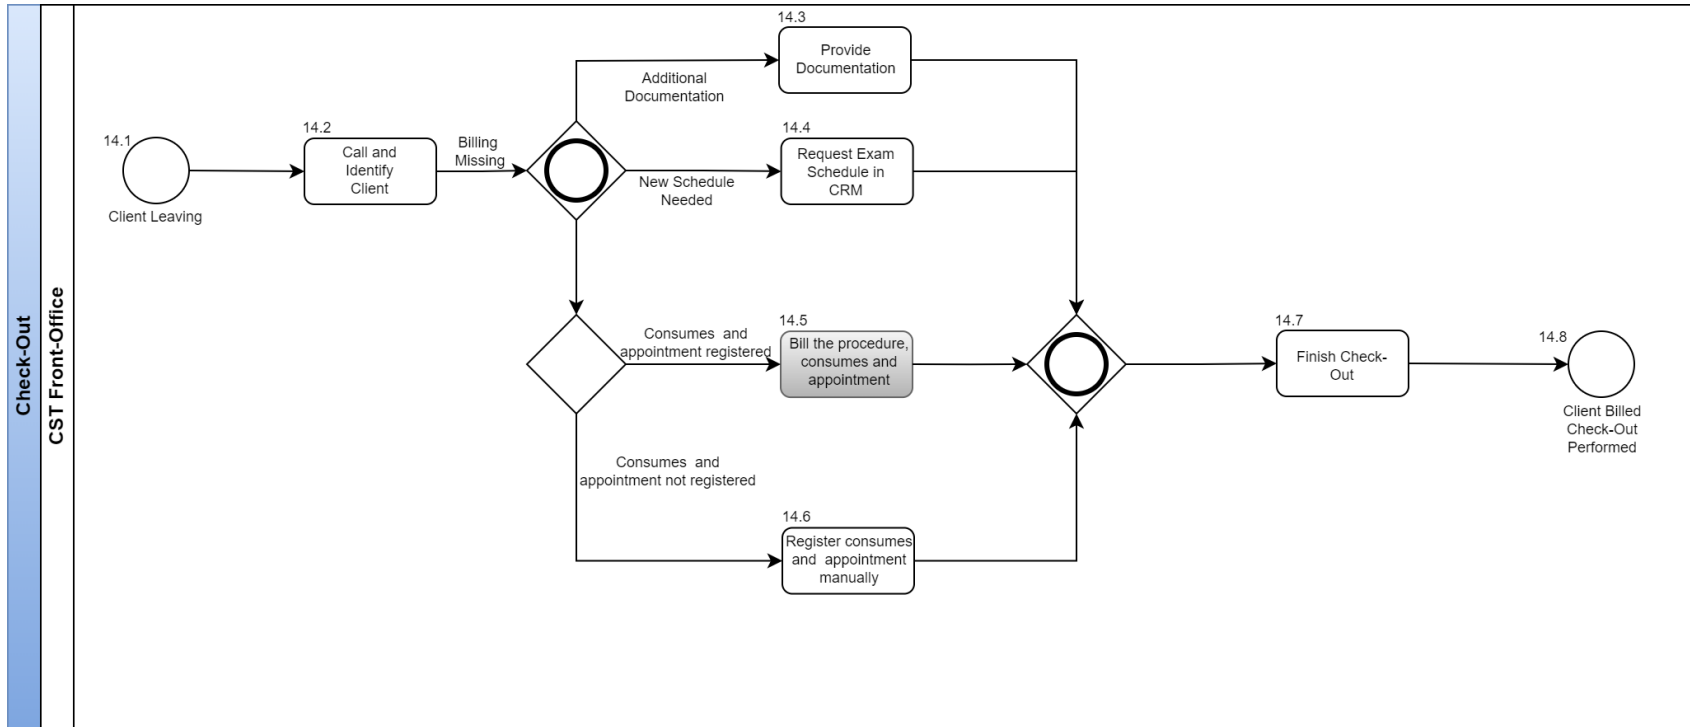 Check-Out
CST Front-Office
14.1
Client Leaving
14.2
Call and
Identify
Client
Billing
Missing
Additional
Documentation
14.3
Provide
Documentation
New Schedule
Needed
14.4
Request Exam
Schedule in
CRM
Consumes and
appointment registered
14.5
Bill the procedure,
consumes and
appointment
Consumes and
appointment not registered
14.6
Register consumes
and appointment
manually
14.7
Finish Check-
Out
14.8
Client Billed
Check-Out
Performed